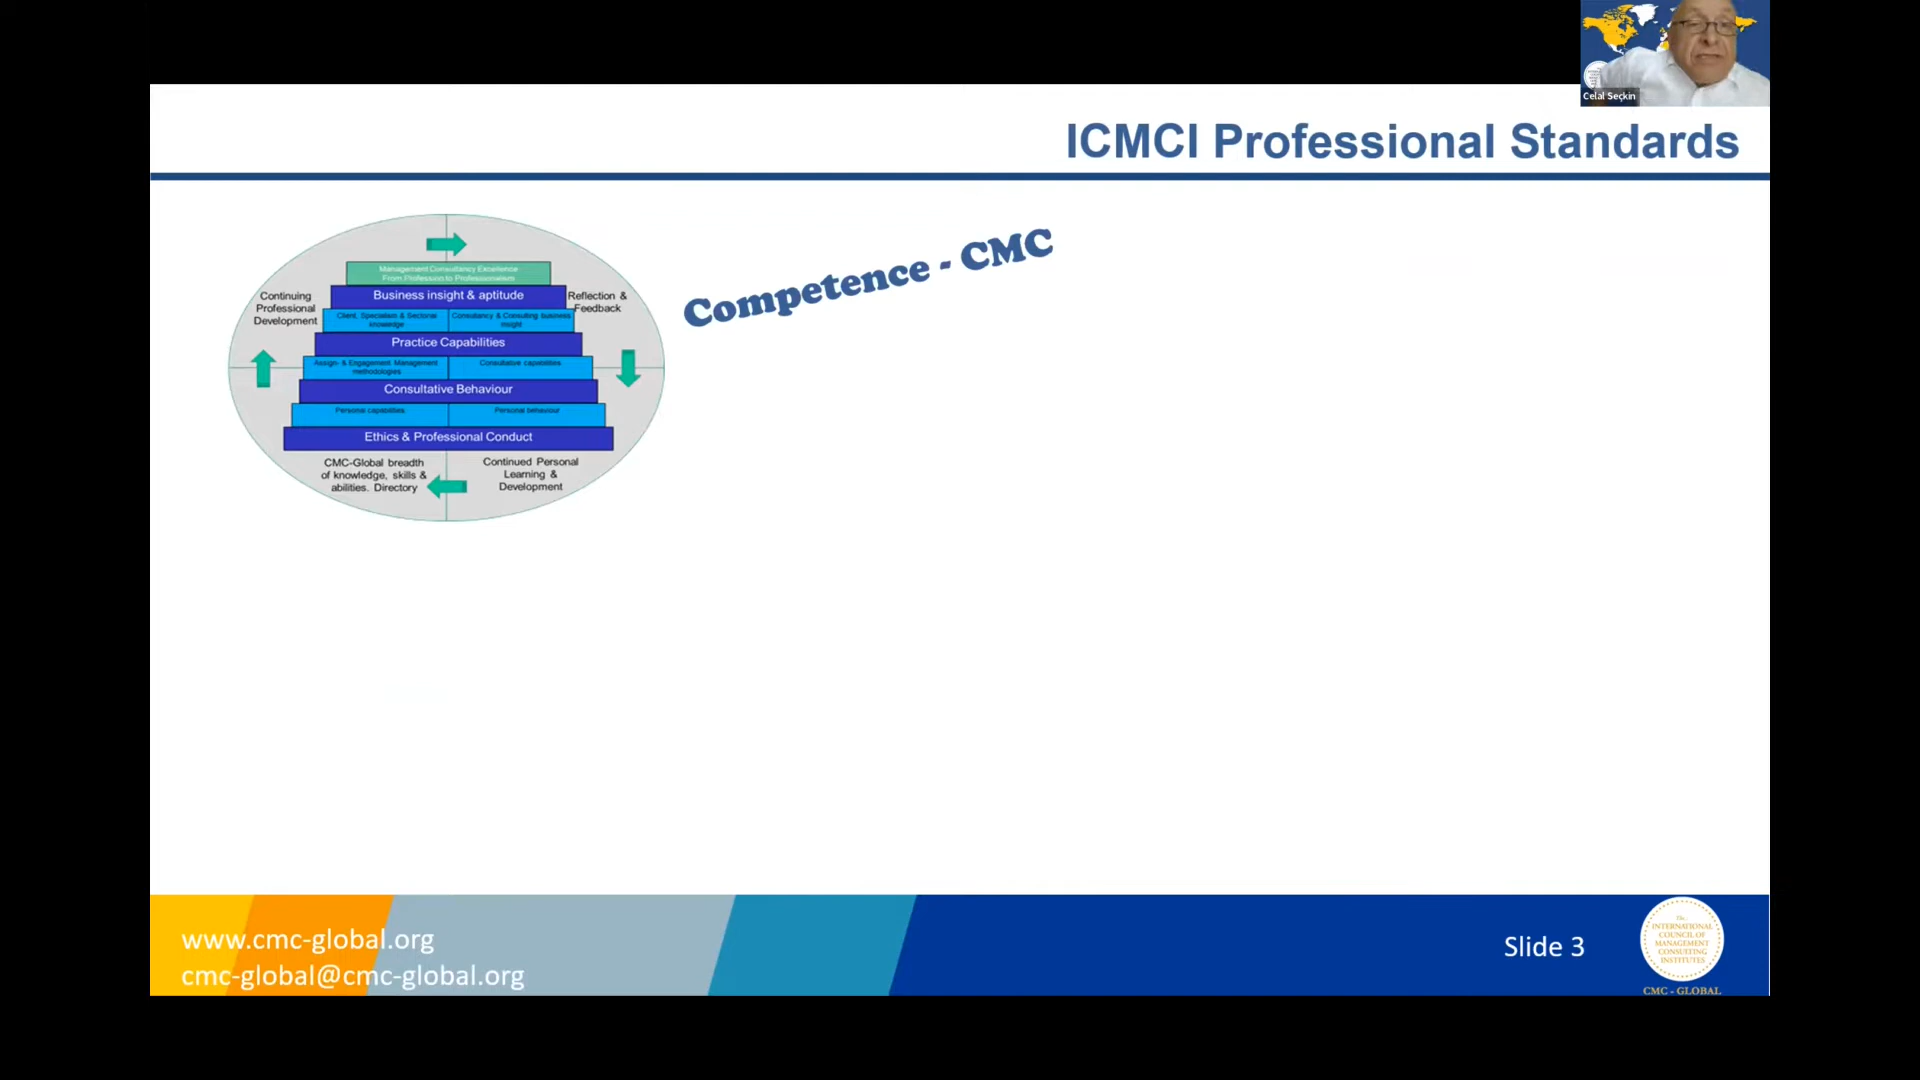 Celal Seçkin
ICMCI Professional Standards
Competence - CMC
Management Consultancy Excellence
From Profession to Professionalism
Continuing
Professional
Development
Business insight & aptitude
Reflection &
Feedback
Client, Specialism & Sectoral
knowledge
Consultancy & Consulting business
insight
Practice Capabilities
Assign- & Engagement Management
methodologies
Consultative capabilities
Consultative Behaviour
Personal capabilities
Personal behaviour
Ethics & Professional Conduct
CMC-Global breadth
of knowledge, skills &
abilities. Directory
Continued Personal
Learning &
Development
www.cmc-global.org
cmc-global@cmc-global.org
Slide 3
The
INTERNATIONAL
COUNCIL OF
MANAGEMENT
CONSULTING
INSTITUTES
CMC - GLOBAL